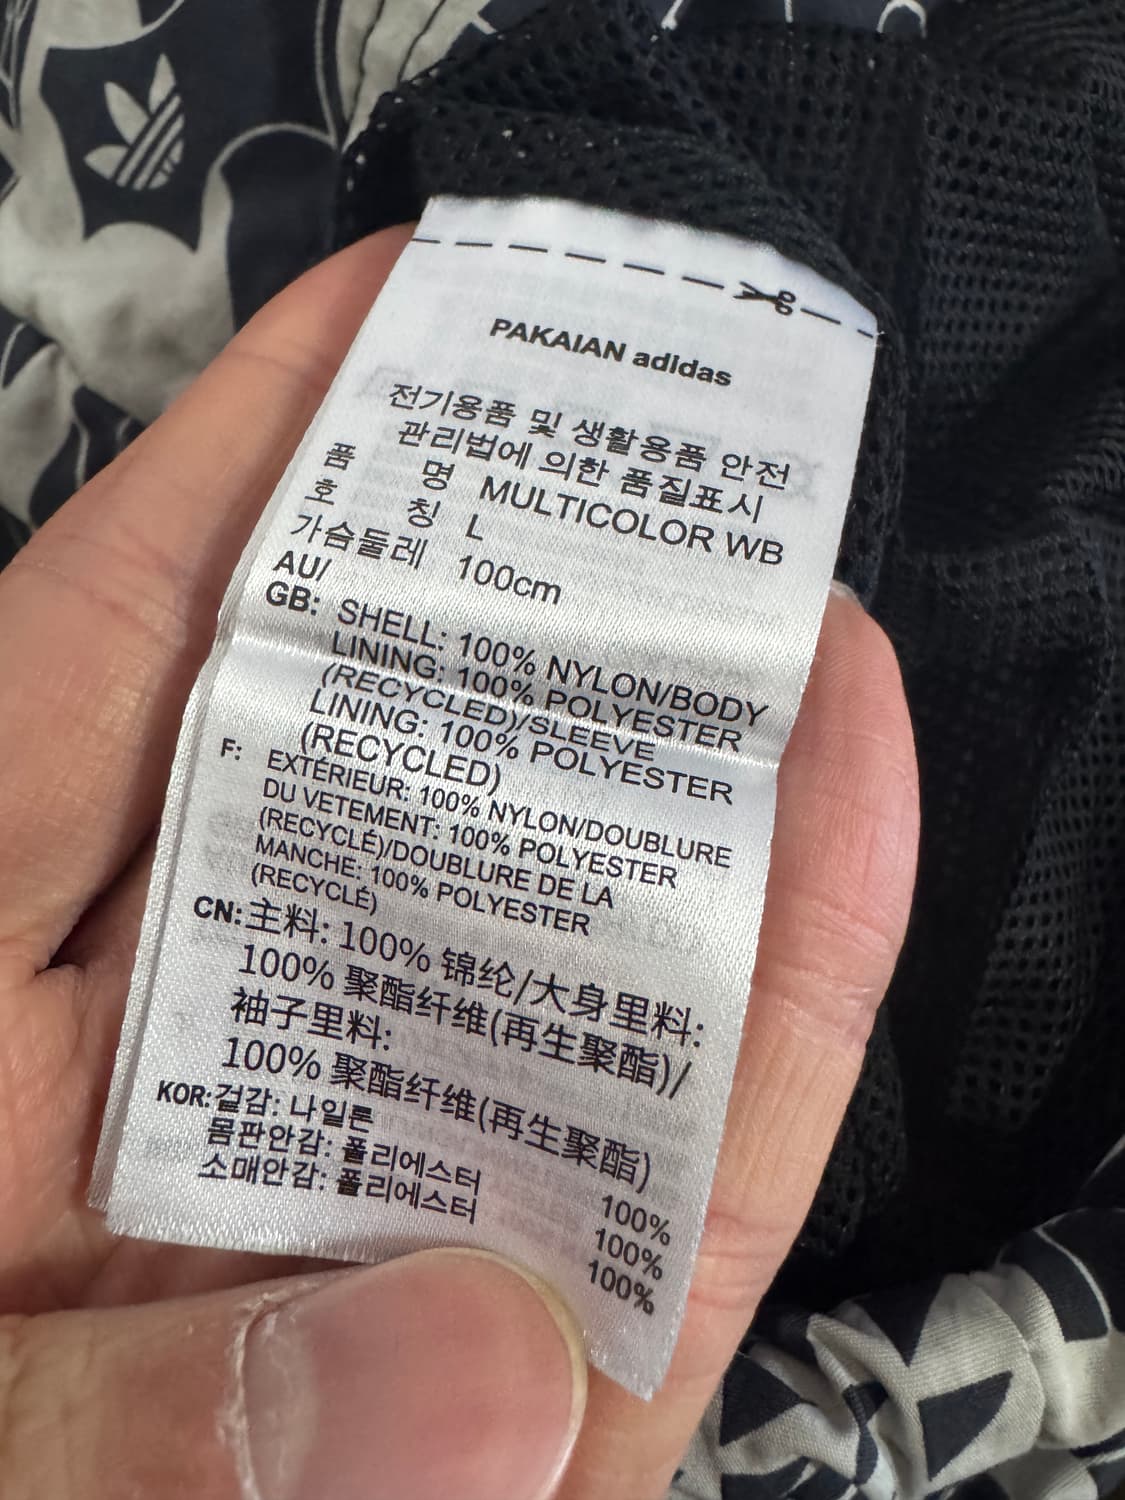 PAKAIAN adidas
전기용품 및 생활용품 안전
관리법에 의한 품질표시
품 명 MULTICOLOR WB
호 칭 L
가슴둘레 100cm
AU/
GB: SHELL: 100% NYLON/BODY
LINING: 100% POLYESTER
(RECYCLED)/SLEEVE
LINING: 100% POLYESTER
(RECYCLED)
F: EXTÉRIEUR: 100% NYLON/DOUBLURE
DU VETEMENT: 100% POLYESTER
(RECYCLÉ)/DOUBLURE DE LA
MANCHE: 100% POLYESTER
(RECYCLÉ)
CN: 主料: 100% 锦纶/大身里料:
100% 聚酯纤维(再生聚酯)/
袖子里料:
100% 聚酯纤维(再生聚酯)
KOR: 겉감: 나일론 100%
몸판안감: 폴리에스터 100%
소매안감: 폴리에스터 100%